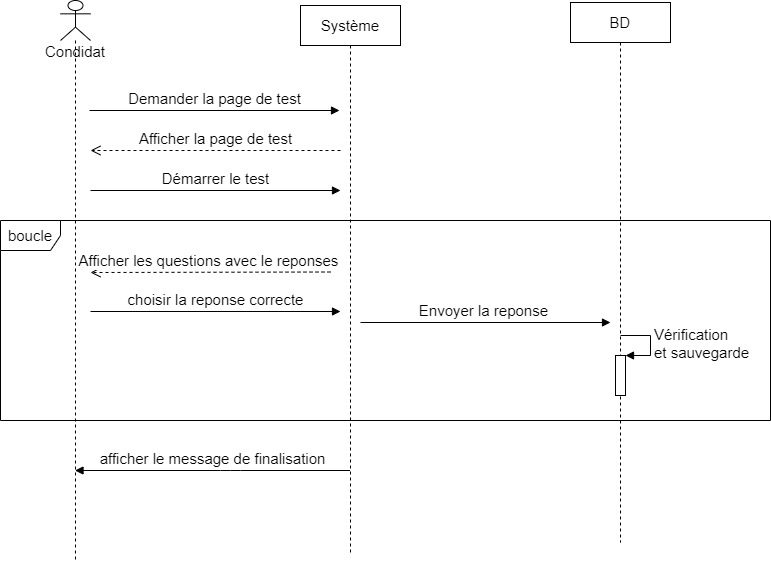 Condidat
Système
BD
Demander la page de test
Afficher la page de test
Démarrer le test
boucle
Afficher les questions avec le reponses
choisir la reponse correcte
Envoyer la reponse
Vérification
et sauvegarde
afficher le message de finalisation